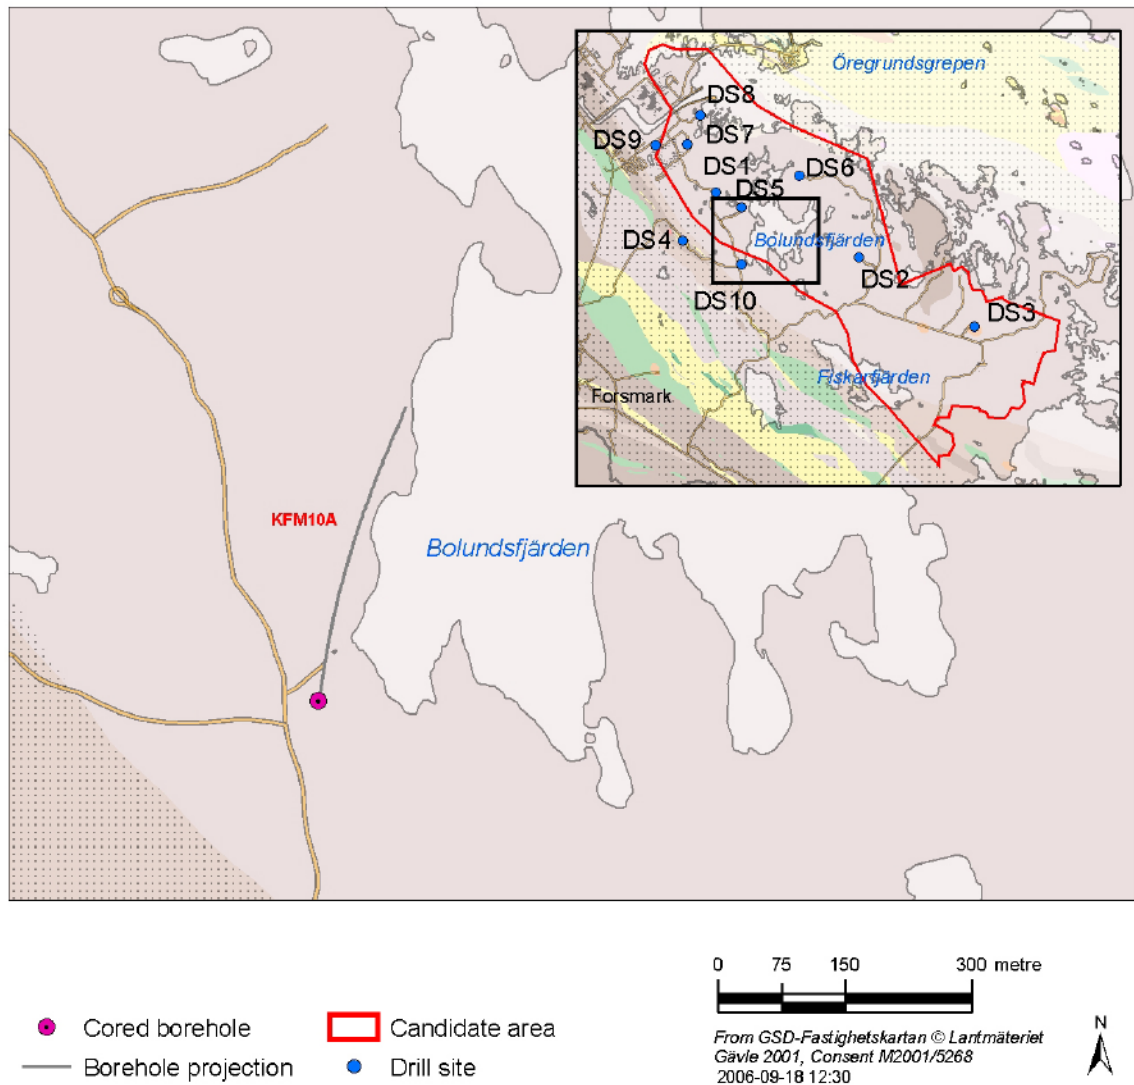 Öregrundsgrepen
DS8
DS9
DS7
DS1
DS6
DS5
DS4
Bolundsfjärden
DS2
DS10
DS3
Fiskarfjärden
Forsmark
KFM10A
Bolundsfjärden
0 75 150 300 metre
Cored borehole
Candidate area
Borehole projection
Drill site
From GSD-Fastighetskartan © Lantmäteriet
Gävle 2001, Consent M2001/5268
2006-09-18 12:30
N